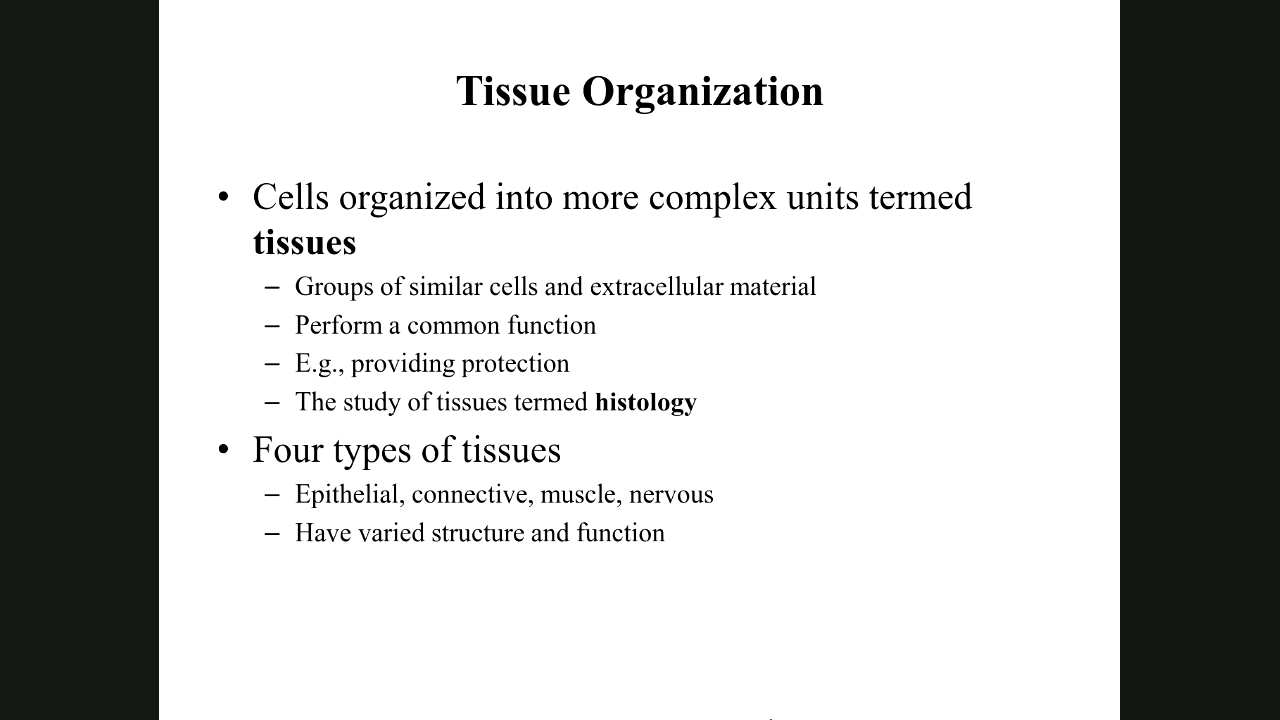 Tissue Organization
• Cells organized into more complex units termed
tissues
– Groups of similar cells and extracellular material
– Perform a common function
– E.g., providing protection
– The study of tissues termed histology
• Four types of tissues
– Epithelial, connective, muscle, nervous
– Have varied structure and function